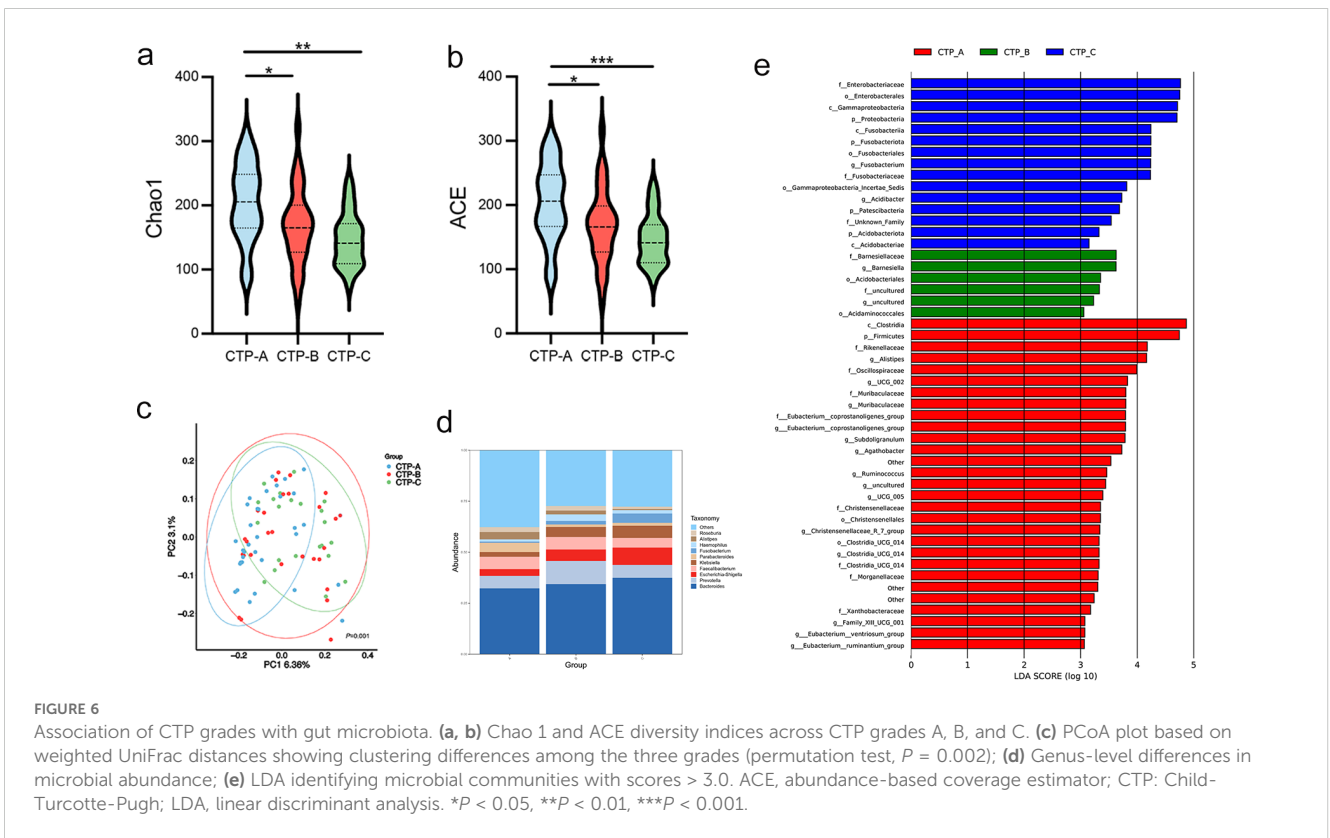 a
**
*
400
300
200
100
0
Chao1
CTP-A CTP-B CTP-C
b
***
*
400
300
200
100
0
ACE
CTP-A CTP-B CTP-C
c
0.2
0.1
0.0
−0.1
−0.2
PC2 3.1%
−0.2 0.0 0.2 0.4
PC1 6.36%
P=0.001
Group
CTP-A
CTP-B
CTP-C
d
Abundance
Group
Taxonomy
Others
Roseburia
Alistipes
Haemophilus
Fusobacterium
Parabacteroides
Klebsiella
Faecalibacterium
Escherichia-Shigella
Prevotella
Bacteroides
e
CTP_A CTP_B CTP_C
f__Enterobacteriaceae
o__Enterobacterales
c__Gammaproteobacteria
p__Proteobacteria
c__Fusobacteriia
p__Fusobacteriota
o__Fusobacteriales
g__Fusobacterium
f__Fusobacteriaceae
o__Gammaproteobacteria_Incertae_Sedis
g__Acidibacter
p__Patescibacteria
f__Unknown_Family
p__Acidobacteriota
c__Acidobacteriae
f__Barnesiellaceae
g__Barnesiella
o__Acidobacteriales
f__uncultured
g__uncultured
o__Acidaminococcales
c__Clostridia
p__Firmicutes
f__Rikenellaceae
g__Alistipes
f__Oscillospiraceae
g__UCG_002
f__Muribaculaceae
g__Muribaculaceae
f__Eubacterium_coprostanoligenes_group
g__Eubacterium_coprostanoligenes_group
g__Subdoligranulum
g__Agathobacter
Other
g__Ruminococcus
g__uncultured
g__UCG_005
f__Christensenellaceae
o__Christensenellales
g__Christensenellaceae_R_7_group
o__Clostridia_UCG_014
g__Clostridia_UCG_014
f__Clostridia_UCG_014
f__Morganellaceae
Other
Other
f__Xanthobacteraceae
g__Family_XIII_UCG_001
g___Eubacterium_ventriosum_group
g___Eubacterium_ruminantium_group
0 1 2 3 4 5
LDA SCORE (log 10)
FIGURE 6
Association of CTP grades with gut microbiota. (a, b) Chao 1 and ACE diversity indices across CTP grades A, B, and C. (c) PCoA plot based on
weighted UniFrac distances showing clustering differences among the three grades (permutation test, P = 0.002); (d) Genus-level differences in
microbial abundance; (e) LDA identifying microbial communities with scores > 3.0. ACE, abundance-based coverage estimator; CTP: Child-
Turcotte-Pugh; LDA, linear discriminant analysis. *P < 0.05, **P < 0.01, ***P < 0.001.